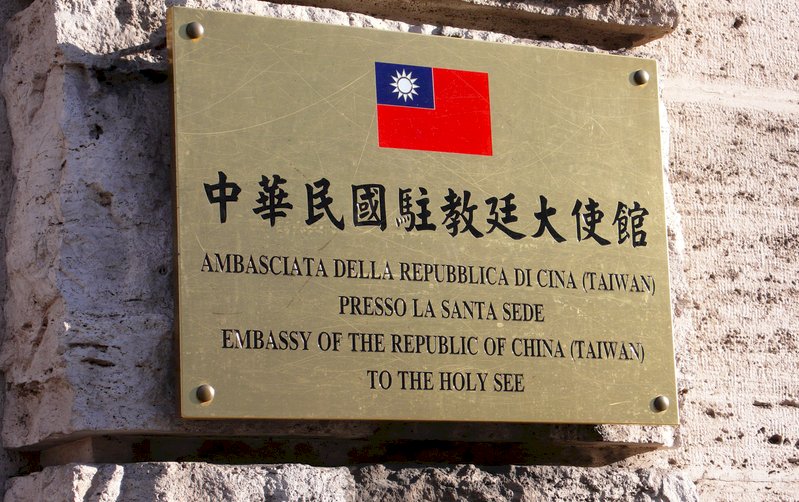 中華民國駐教廷大使館
AMBASCIATA DELLA REPUBBLICA DI CINA (TAIWAN)
PRESSO LA SANTA SEDE
EMBASSY OF THE REPUBLIC OF CHINA (TAIWAN)
TO THE HOLY SEE